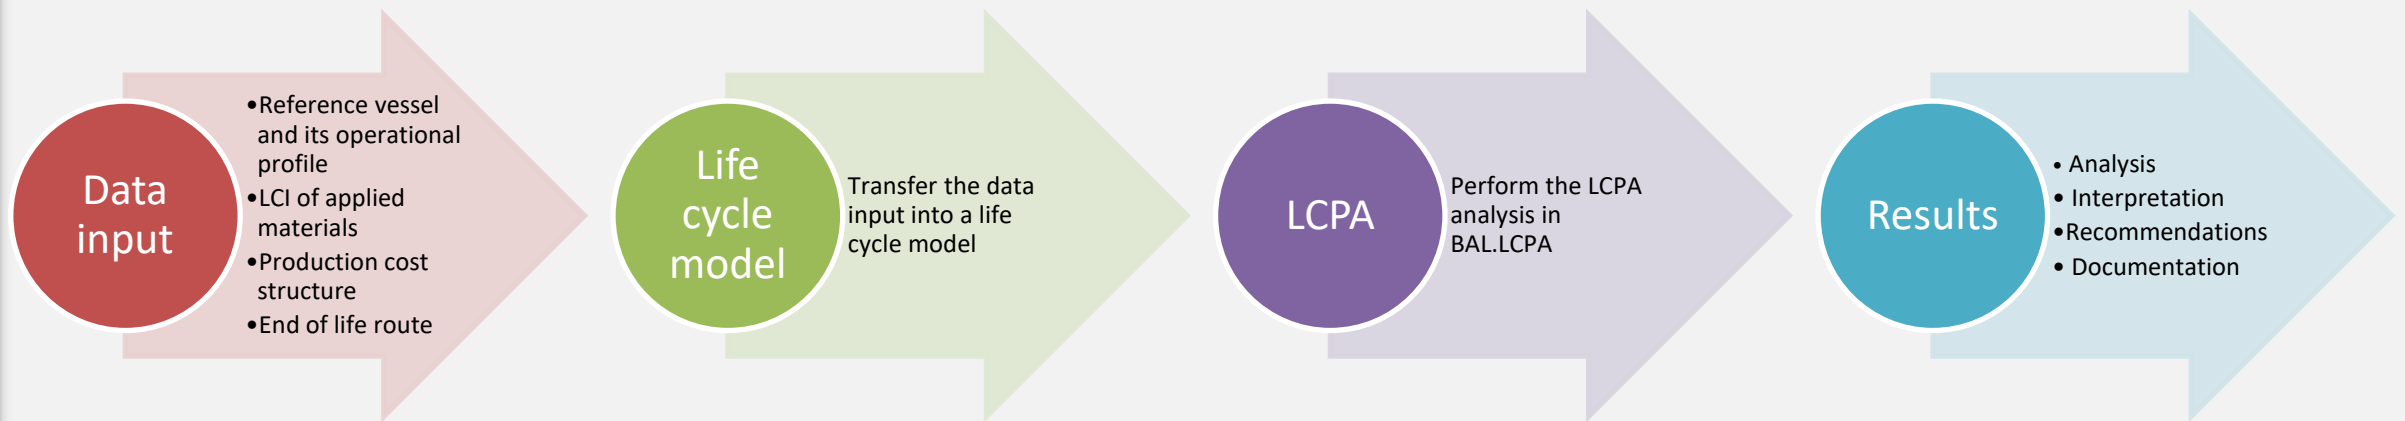 Data
input
•Reference vessel
and its operational
profile
•LCI of applied
materials
•Production cost
structure
•End of life route
Life
cycle
model
Transfer the data
input into a life
cycle model
LCPA
Perform the LCPA
analysis in
BAL.LCPA
Results
• Analysis
• Interpretation
•Recommendations
• Documentation